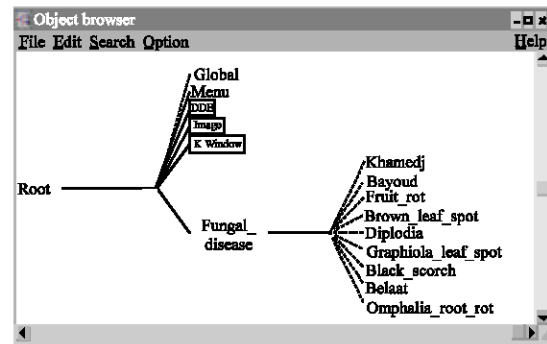 Object browser
File Edit Search Option Help
Global
Menu
DDE
Image
K Window
Root
Fungal_
disease
Khamedj
Bayoud
Fruit_rot
Brown_leaf_spot
Diplodia
Graphiola_leaf_spot
Black_scorch
Belaat
Omphalia_root_rot